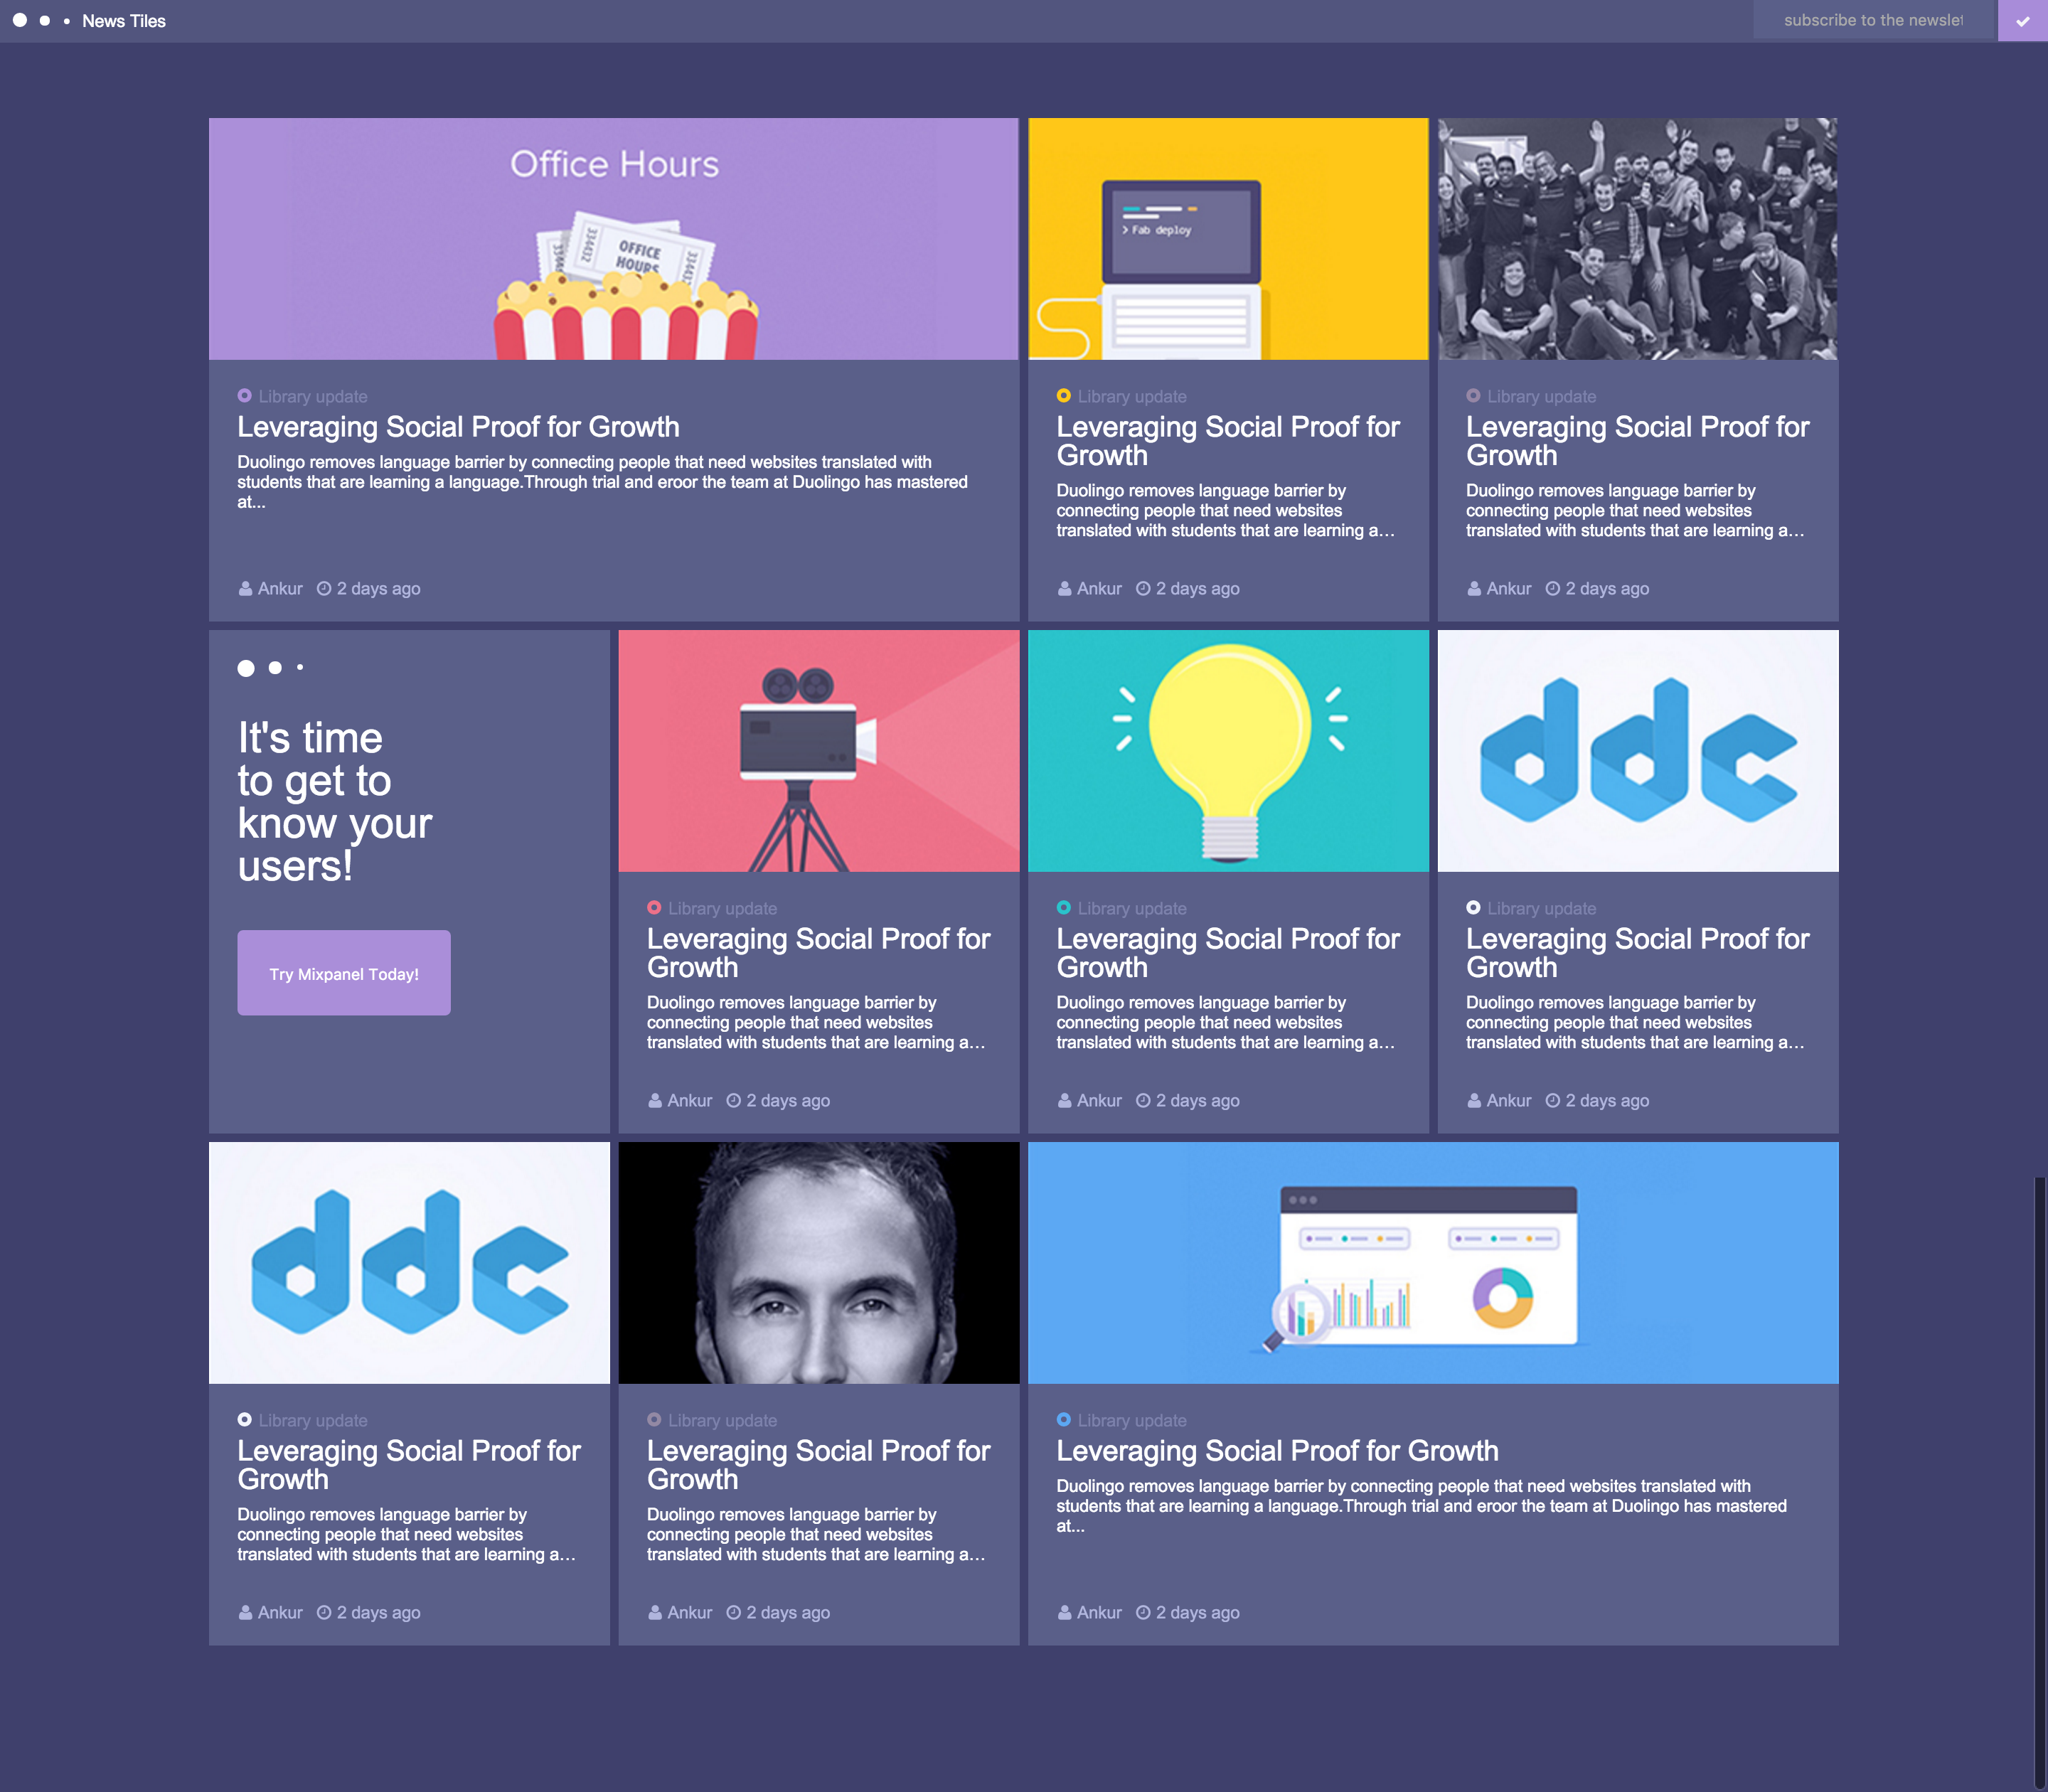 News Tiles
subscribe to the newslet
Office Hours
334432
OFFICE
HOURS
334432
Library update
Leveraging Social Proof for Growth
Duolingo removes language barrier by connecting people that need websites translated with
students that are learning a language.Through trial and eroor the team at Duolingo has mastered
at...
Ankur 2 days ago
> Fab deploy
Library update
Leveraging Social Proof for
Growth
Duolingo removes language barrier by
connecting people that need websites
translated with students that are learning a...
Ankur 2 days ago
Library update
Leveraging Social Proof for
Growth
Duolingo removes language barrier by
connecting people that need websites
translated with students that are learning a...
Ankur 2 days ago
It's time
to get to
know your
users!
Try Mixpanel Today!
Library update
Leveraging Social Proof for
Growth
Duolingo removes language barrier by
connecting people that need websites
translated with students that are learning a...
Ankur 2 days ago
Library update
Leveraging Social Proof for
Growth
Duolingo removes language barrier by
connecting people that need websites
translated with students that are learning a...
Ankur 2 days ago
ddc
Library update
Leveraging Social Proof for
Growth
Duolingo removes language barrier by
connecting people that need websites
translated with students that are learning a...
Ankur 2 days ago
ddc
Library update
Leveraging Social Proof for
Growth
Duolingo removes language barrier by
connecting people that need websites
translated with students that are learning a...
Ankur 2 days ago
Library update
Leveraging Social Proof for
Growth
Duolingo removes language barrier by
connecting people that need websites
translated with students that are learning a...
Ankur 2 days ago
Library update
Leveraging Social Proof for Growth
Duolingo removes language barrier by connecting people that need websites translated with
students that are learning a language.Through trial and eroor the team at Duolingo has mastered
at...
Ankur 2 days ago